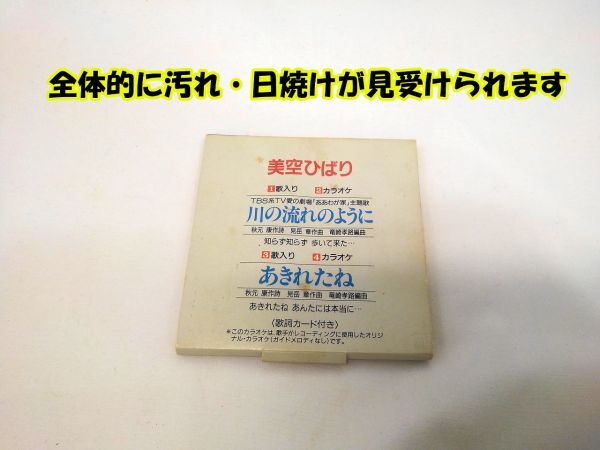 全体的に汚れ・日焼けが見受けられます
美空ひばり
1歌入り 2カラオケ
TBS系TV愛の劇場「ああわが家」主題歌
川の流れのように
秋元 康作詩 見岳 章作曲 竜崎孝路編曲
知らず知らず 歩いて来た…
3歌入り 4カラオケ
あきれたね
秋元 康作詩 見岳 章作曲 竜崎孝路編曲
あきれたね あんたには本当に…
(歌詞カード付き)
※このカラオケは、歌手がレコーディングに使用したオリジ
ナル・カラオケ(ガイドメロディなし)です。